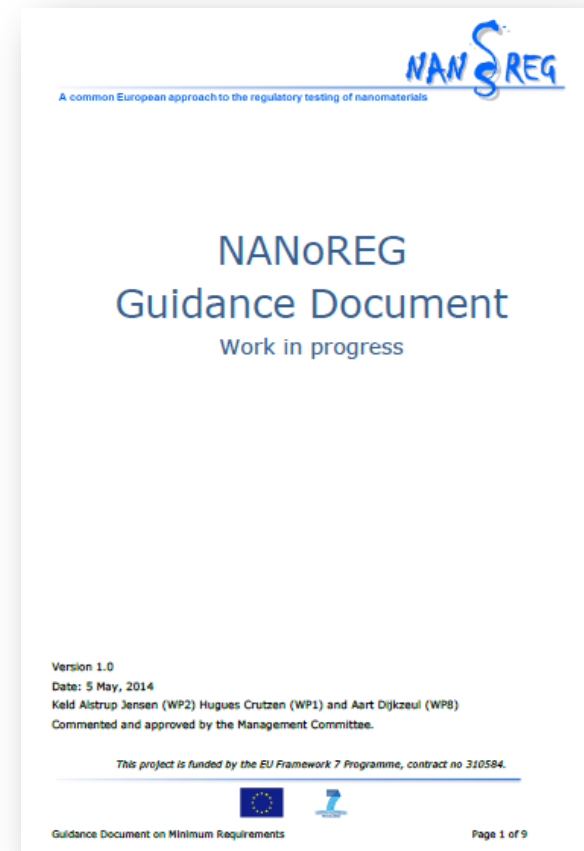 NANoREG
A common European approach to the regulatory testing of nanomaterials
NANoREG
Guidance Document
Work in progress
Version 1.0
Date: 5 May, 2014
Keld Alstrup Jensen (WP2) Hugues Crutzen (WP1) and Aart Dijkzeul (WP8)
Commented and approved by the Management Committee.
This project is funded by the EU Framework 7 Programme, contract no 310584.
Guidance Document on Minimum Requirements
Page 1 of 9